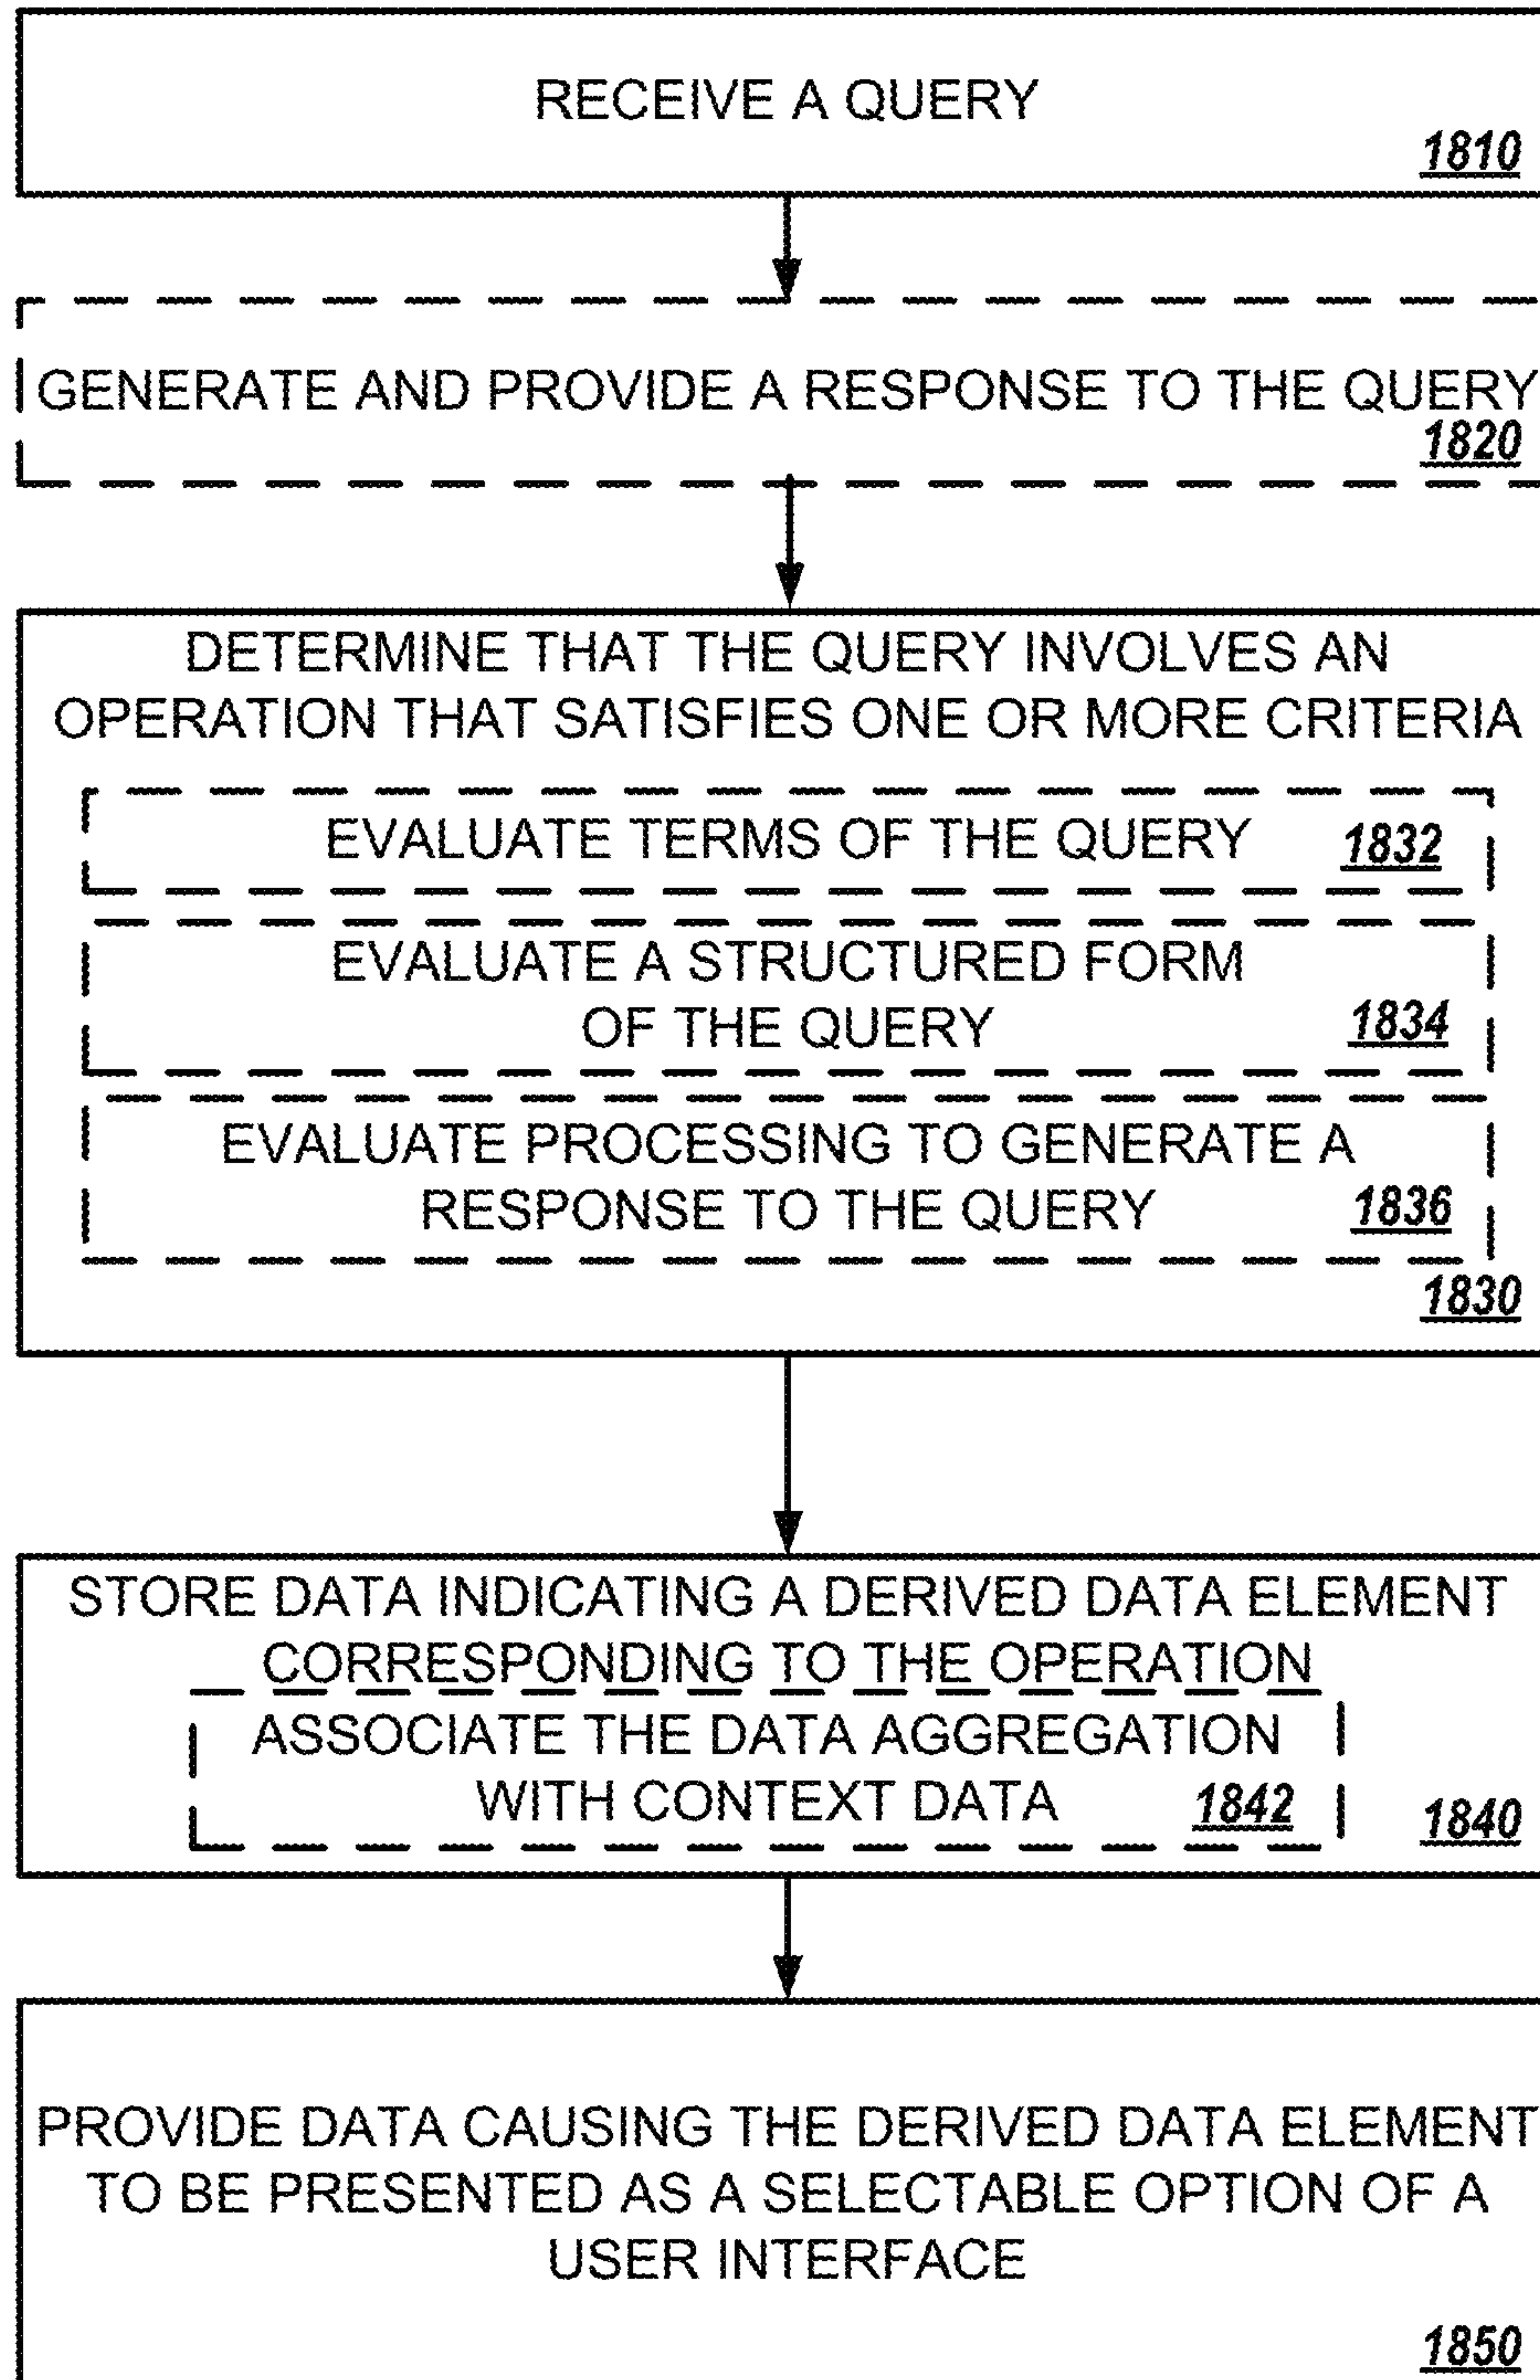 RECEIVE A QUERY
1810
GENERATE AND PROVIDE A RESPONSE TO THE QUERY
1820
DETERMINE THAT THE QUERY INVOLVES AN
OPERATION THAT SATISFIES ONE OR MORE CRITERIA
EVALUATE TERMS OF THE QUERY 1832
EVALUATE A STRUCTURED FORM
OF THE QUERY 1834
EVALUATE PROCESSING TO GENERATE A
RESPONSE TO THE QUERY 1836
1830
STORE DATA INDICATING A DERIVED DATA ELEMENT
CORRESPONDING TO THE OPERATION
ASSOCIATE THE DATA AGGREGATION
WITH CONTEXT DATA 1842 1840
PROVIDE DATA CAUSING THE DERIVED DATA ELEMENT
TO BE PRESENTED AS A SELECTABLE OPTION OF A
USER INTERFACE
1850